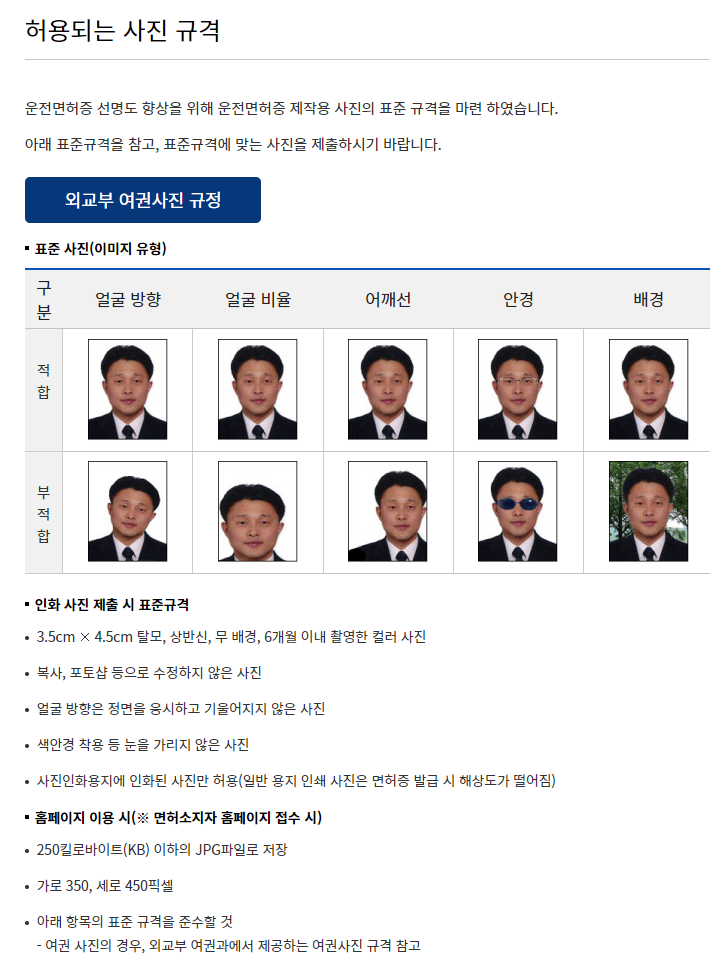 허용되는 사진 규격
운전면허증 선명도 향상을 위해 운전면허증 제작용 사진의 표준 규격을 마련 하였습니다.
아래 표준규격을 참고, 표준규격에 맞는 사진을 제출하시기 바랍니다.
외교부 여권사진 규정
표준 사진(이미지 유형)
구분 얼굴 방향 얼굴 비율 어깨선 안경 배경
적합
부적합
인화 사진 제출 시 표준규격
3.5cm × 4.5cm 탈모, 상반신, 무 배경, 6개월 이내 촬영한 컬러 사진
복사, 포토샵 등으로 수정하지 않은 사진
얼굴 방향은 정면을 응시하고 기울어지지 않은 사진
색안경 착용 등 눈을 가리지 않은 사진
사진인화용지에 인화된 사진만 허용(일반 용지 인쇄 사진은 면허증 발급 시 해상도가 떨어짐)
홈페이지 이용 시(※ 면허소지자 홈페이지 접수 시)
250킬로바이트(KB) 이하의 JPG파일로 저장
가로 350, 세로 450픽셀
아래 항목의 표준 규격을 준수할 것
- 여권 사진의 경우, 외교부 여권과에서 제공하는 여권사진 규격 참고